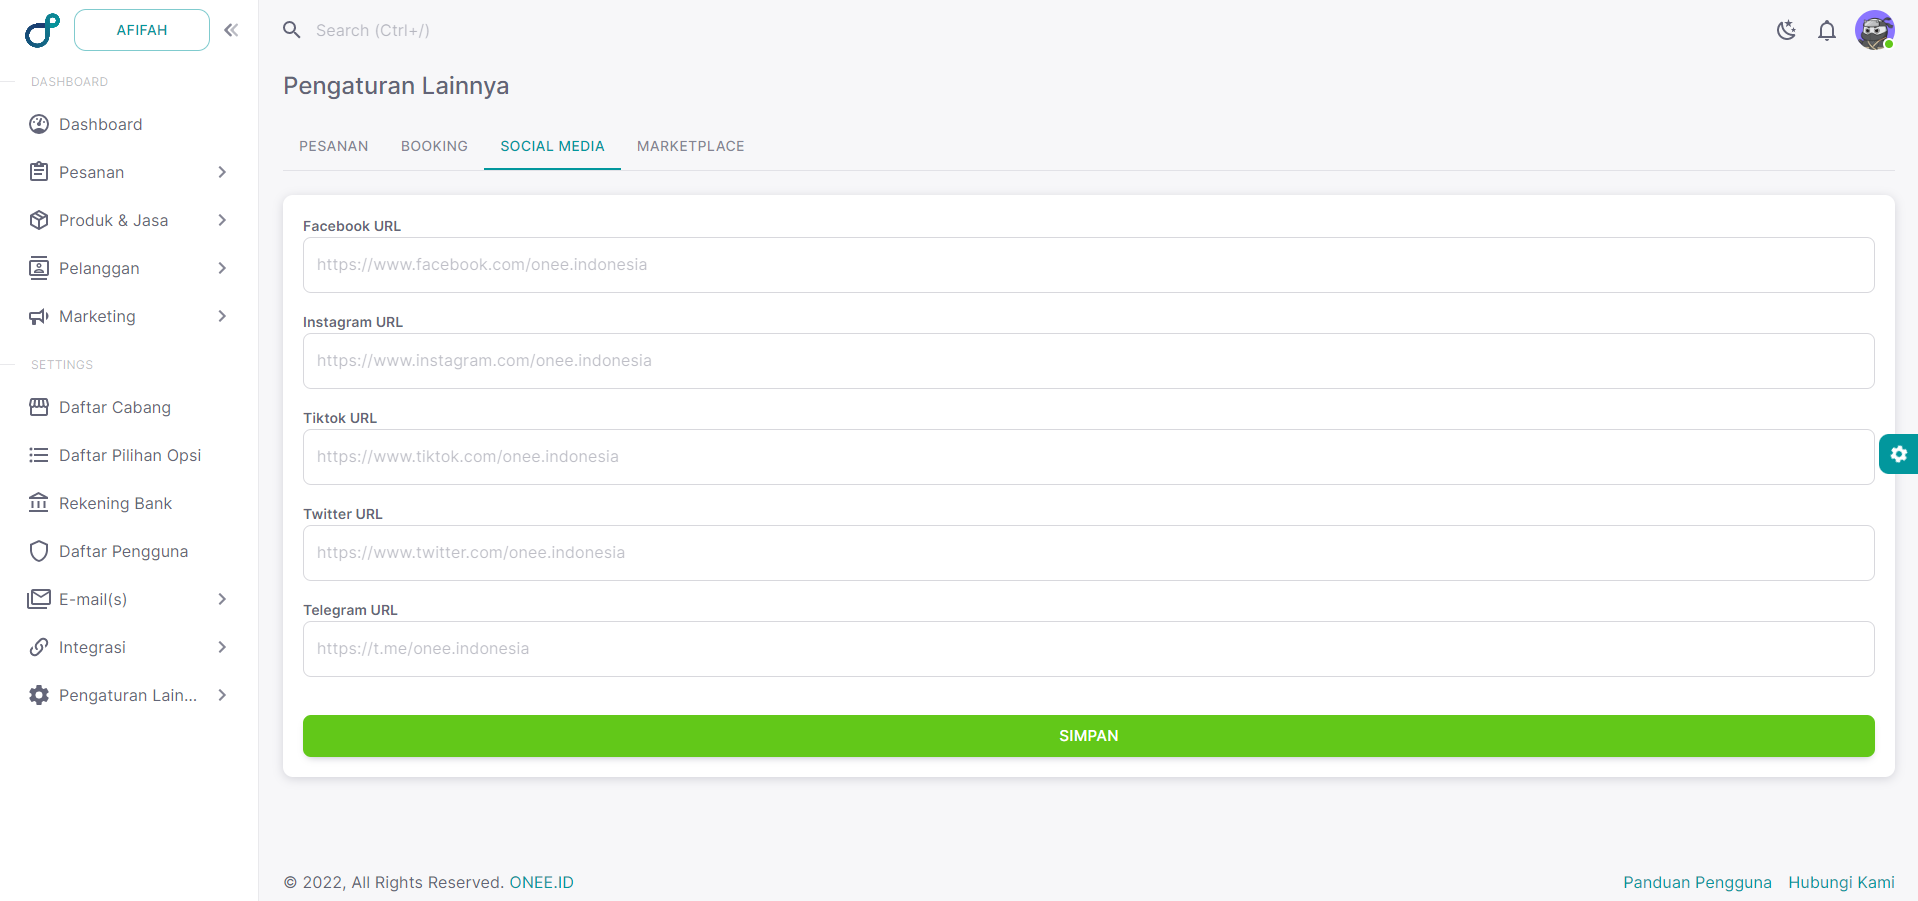 AFIFAH
Search (Ctrl+/)
DASHBOARD
Dashboard
Pesanan
Produk & Jasa
Pelanggan
Marketing
SETTINGS
Daftar Cabang
Daftar Pilihan Opsi
Rekening Bank
Daftar Pengguna
E-mail(s)
Integrasi
Pengaturan Lain...
Pengaturan Lainnya
PESANAN BOOKING SOCIAL MEDIA MARKETPLACE
Facebook URL
https://www.facebook.com/onee.indonesia
Instagram URL
https://www.instagram.com/onee.indonesia
Tiktok URL
https://www.tiktok.com/onee.indonesia
Twitter URL
https://www.twitter.com/onee.indonesia
Telegram URL
https://t.me/onee.indonesia
SIMPAN
© 2022, All Rights Reserved. ONEE.ID
Panduan Pengguna Hubungi Kami